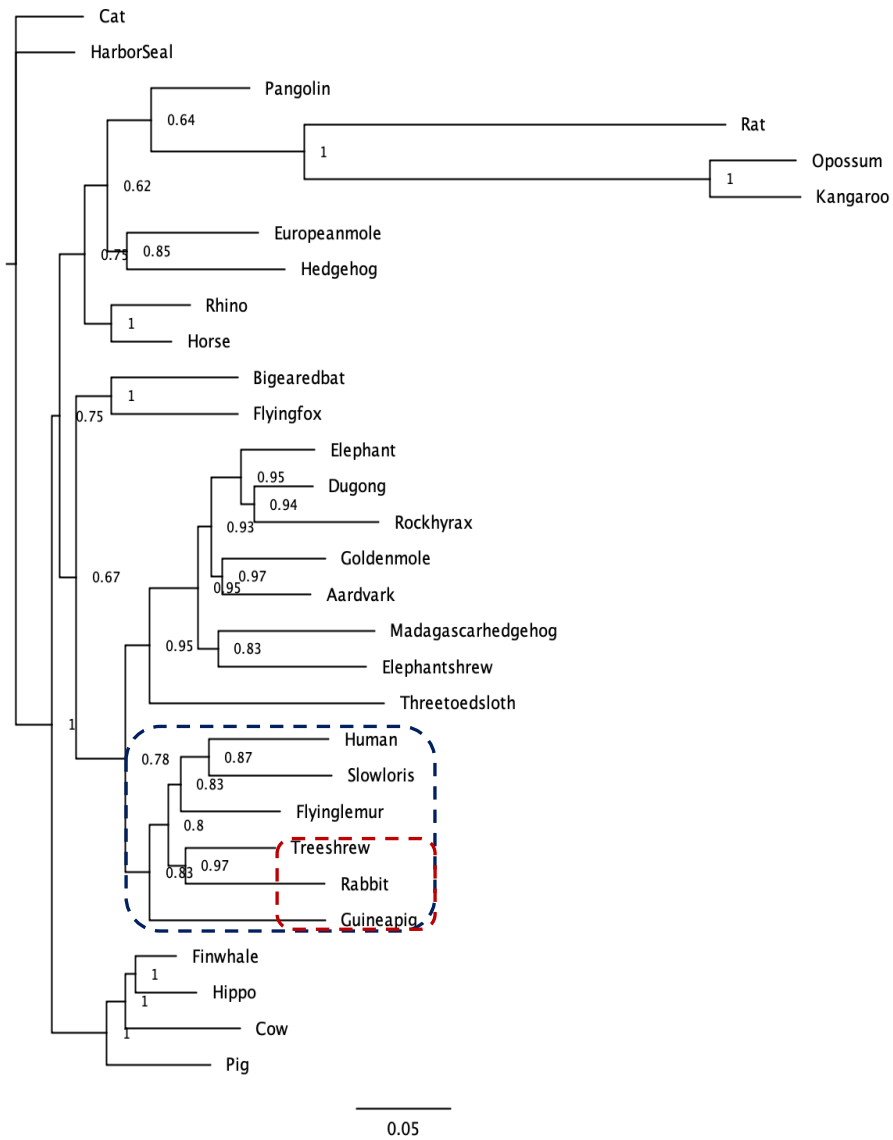 Cat
HarborSeal
Pangolin
0.64
Rat
1
Opossum
1
Kangaroo
0.62
Europeanmole
0.75
0.85
Hedgehog
Rhino
1
Horse
Bigearedbat
1
0.75
Flyingfox
Elephant
0.95
Dugong
0.94
0.93
Rockhyrax
Goldenmole
0.97
0.95
Aardvark
Madagascarhedgehog
0.95
0.83
Elephantshrew
0.67
Threetoedsloth
1
Human
0.78
0.87
Slowloris
0.83
Flyinglemur
0.8
Treeshrew
0.83
0.97
Rabbit
Guineapig
Finwhale
1
Hippo
1
Cow
1
Pig
0.05